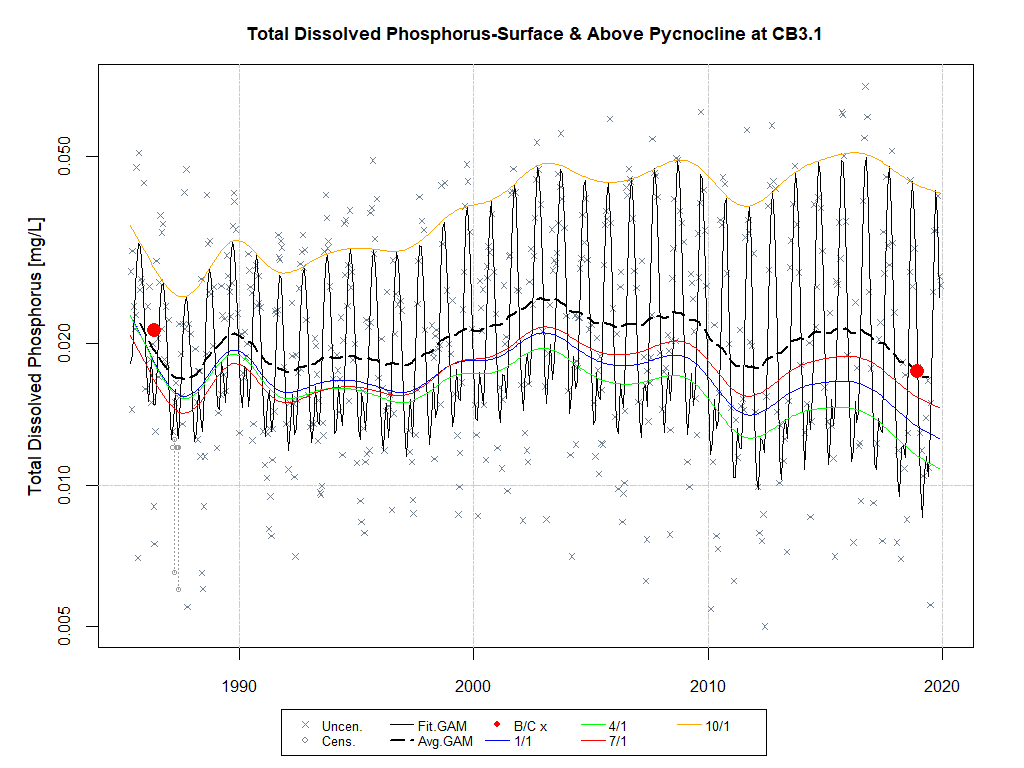 Total Dissolved Phosphorus-Surface & Above Pycnocline at CB3.1
Total Dissolved Phosphorus [mg/L]
0.050
0.020
0.010
0.005
1990 2000 2010 2020
Uncen. Fit.GAM B/C x 4/1 10/1
Cens. Avg.GAM 1/1 7/1